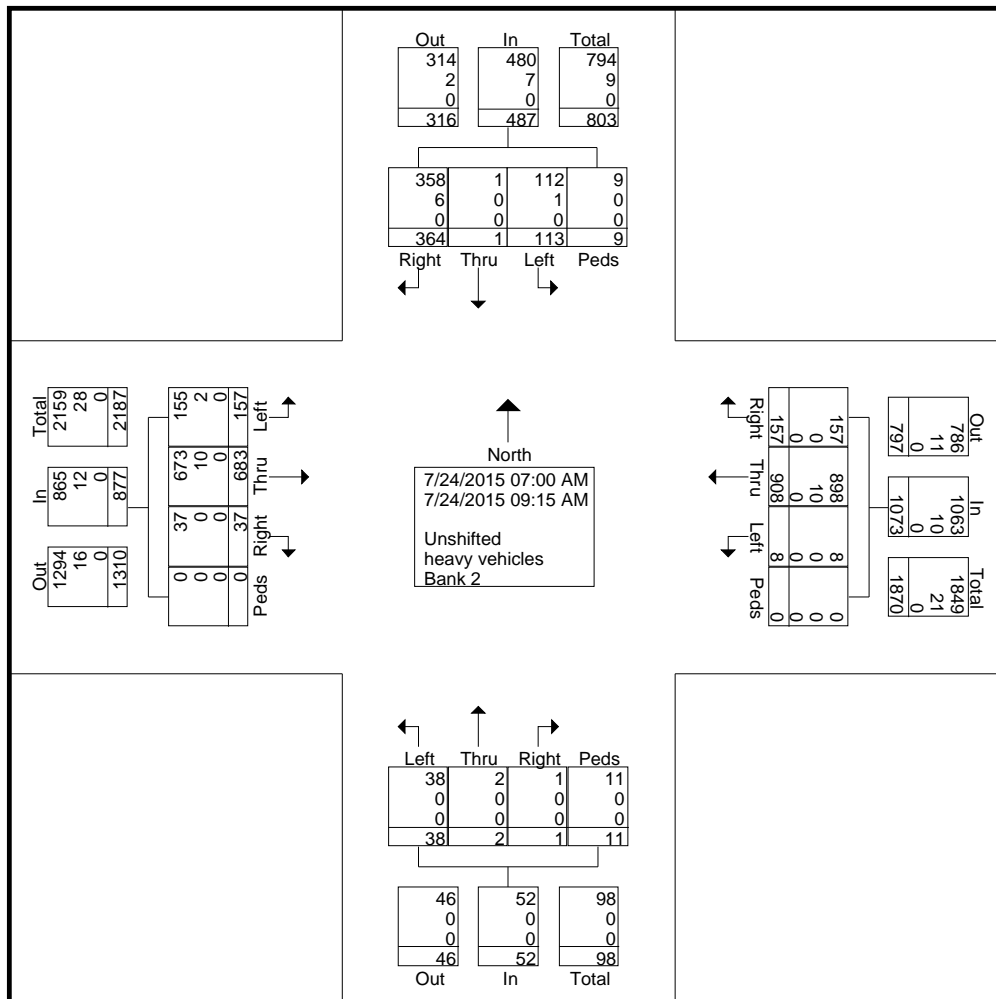 Out In Total
314 480 794
2 7 9
0 0 0
316 487 803
358 1 112 9
6 0 1 0
0 0 0 0
364 1 113 9
Right Thru Left Peds
Total
2159
28
0
2187
In
865
12
0
877
Out
1294
16
0
1310
155
2
0
157
Left
673
10
0
683
Thru
37
0
0
37
Right
0
0
0
0
Peds
North
7/24/2015 07:00 AM
7/24/2015 09:15 AM
Unshifted
heavy vehicles
Bank 2
Right
157
0
0
157
Thru
898
10
0
908
Left
8
0
0
8
Peds
0
0
0
0
Out
786
11
0
797
In
1063
10
0
1073
Total
1849
21
0
1870
Left Thru Right Peds
38 2 1 11
0 0 0 0
0 0 0 0
38 2 1 11
46 52 98
0 0 0
0 0 0
46 52 98
Out In Total